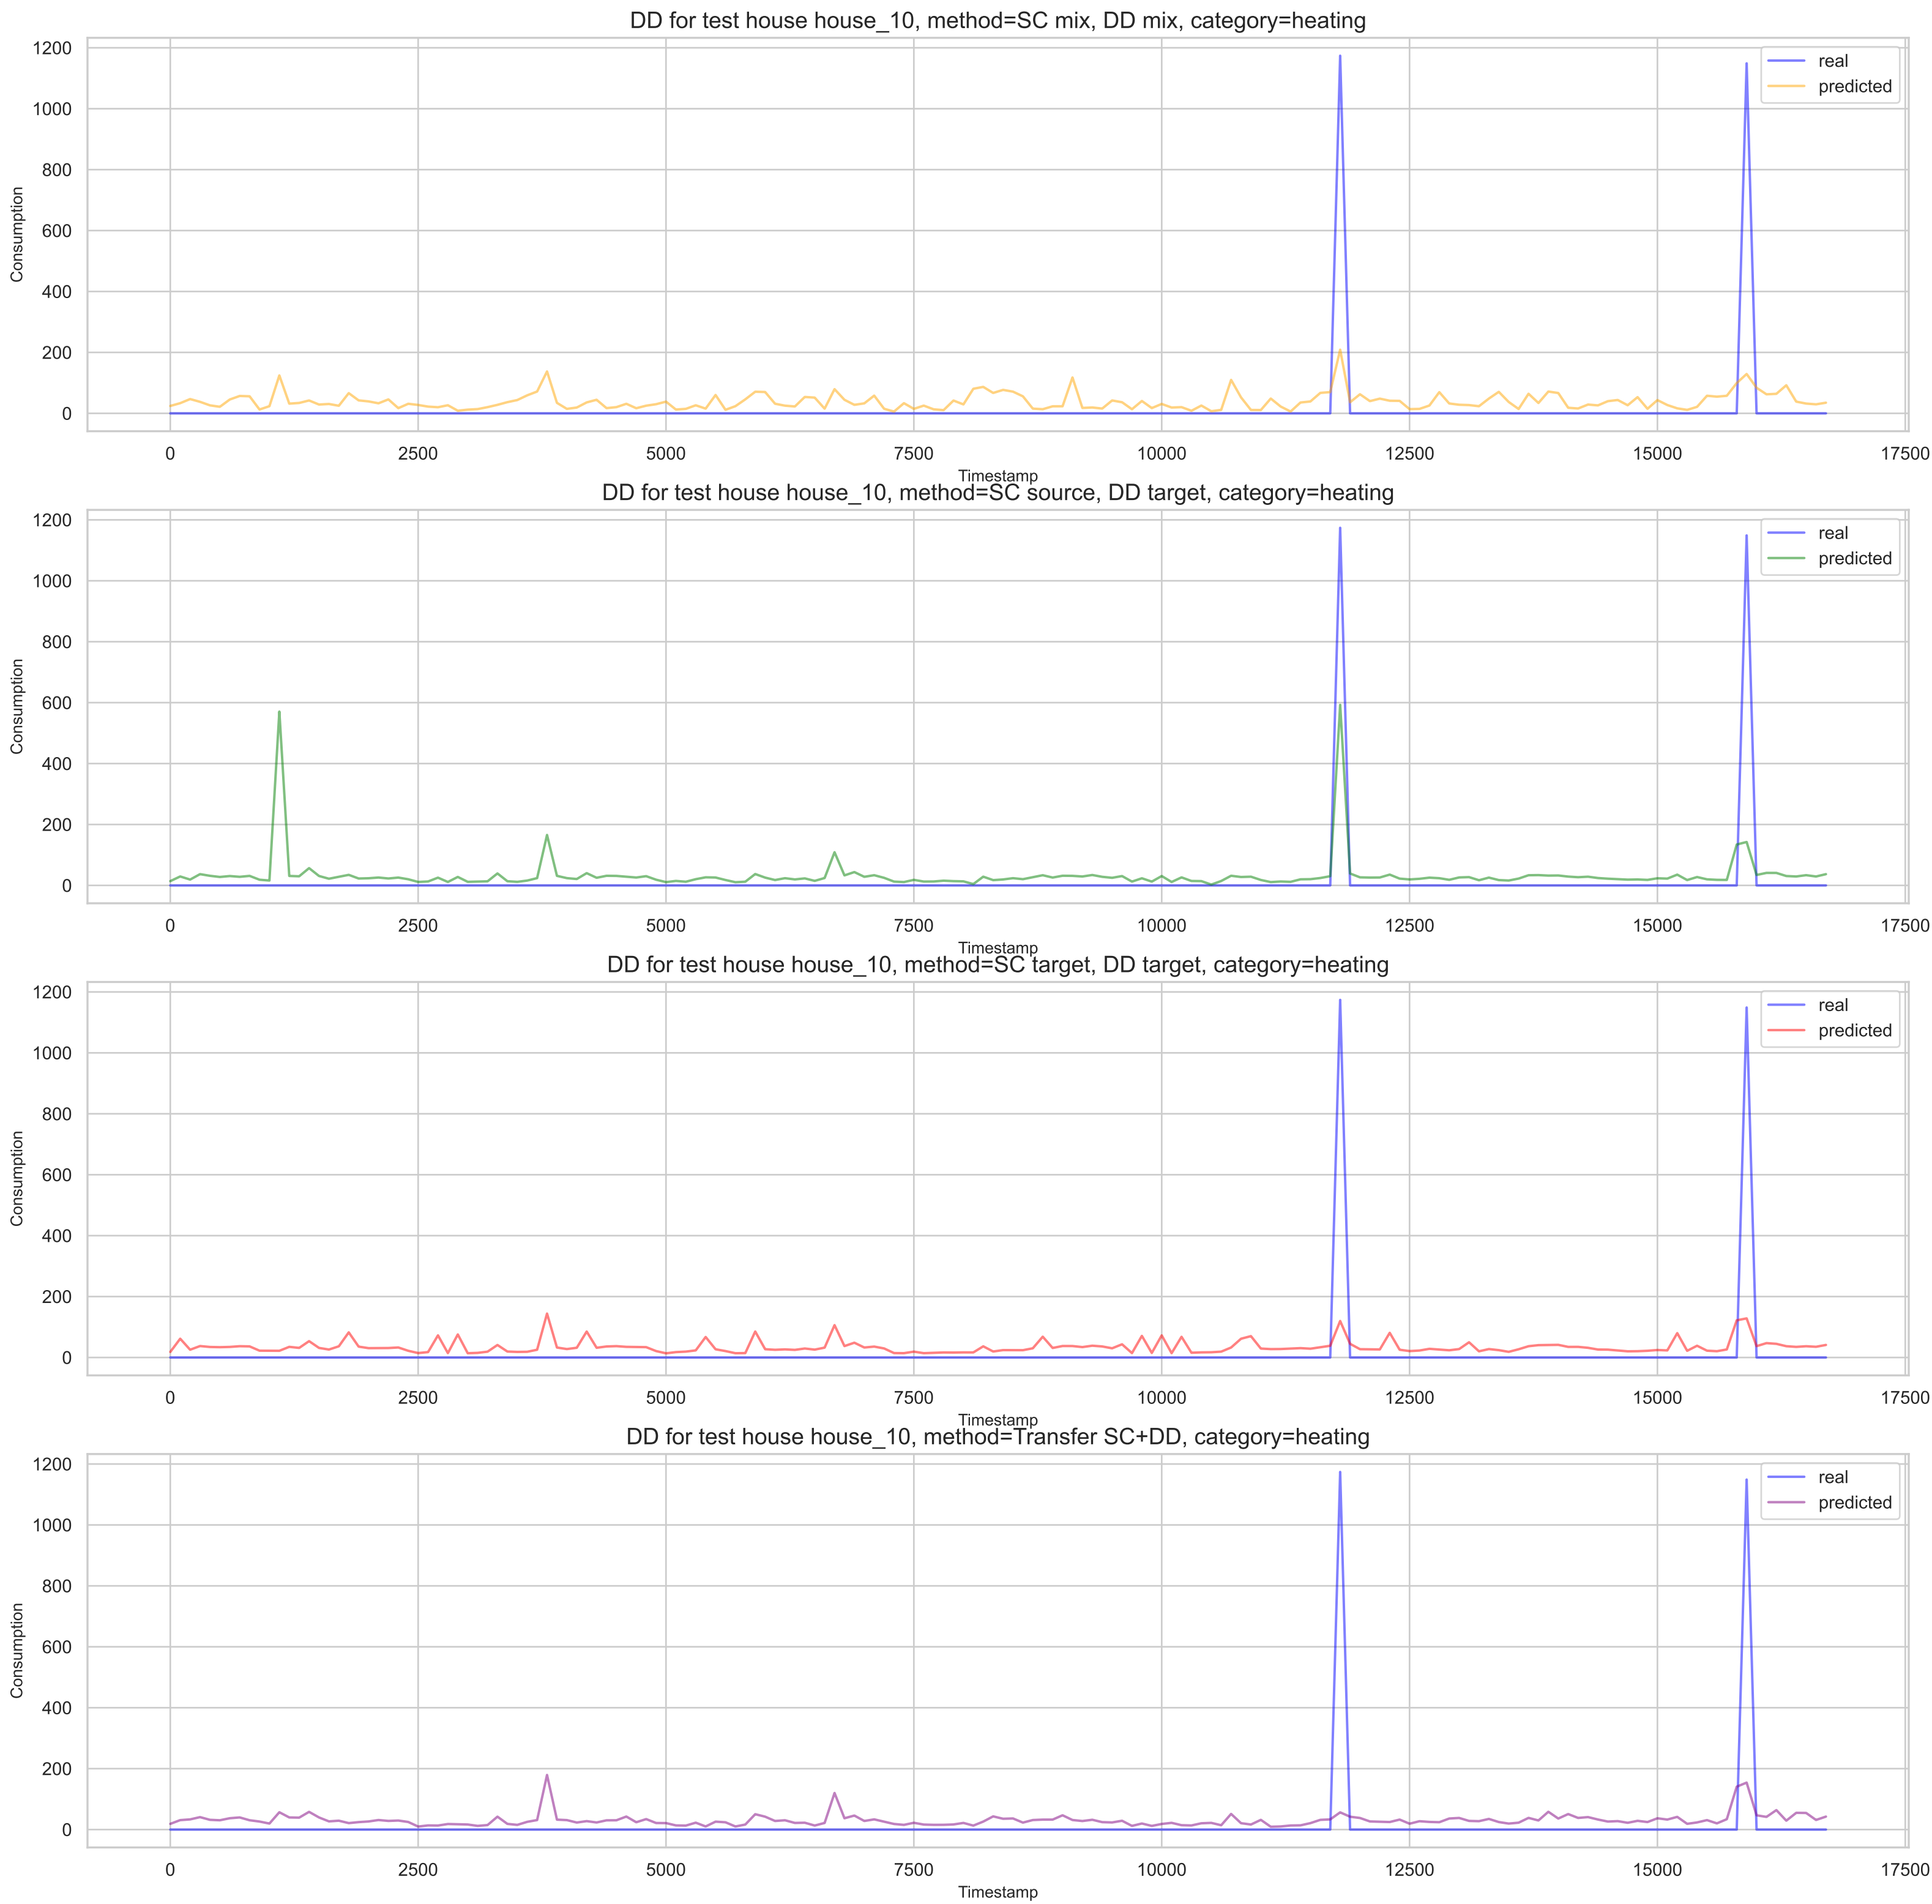 DD for test house house_10, method=SC mix, DD mix, category=heating
1200
1000
800
600
400
200
0
Consumption
real
predicted
0 2500 5000 7500 10000 12500 15000 17500
Timestamp
DD for test house house_10, method=SC source, DD target, category=heating
1200
1000
800
600
400
200
0
Consumption
real
predicted
0 2500 5000 7500 10000 12500 15000 17500
Timestamp
DD for test house house_10, method=SC target, DD target, category=heating
1200
1000
800
600
400
200
0
Consumption
real
predicted
0 2500 5000 7500 10000 12500 15000 17500
Timestamp
DD for test house house_10, method=Transfer SC+DD, category=heating
1200
1000
800
600
400
200
0
Consumption
real
predicted
0 2500 5000 7500 10000 12500 15000 17500
Timestamp